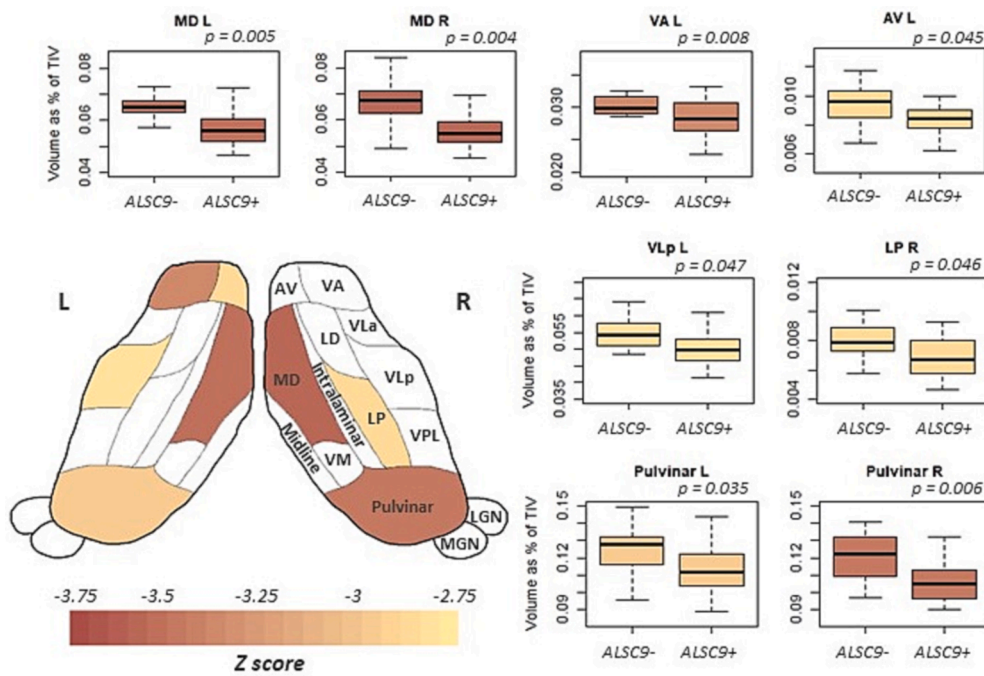 MD L
p = 0.005
Volume as % of TIV
0.08
0.06
0.04
ALSC9- ALSC9+
MD R
p = 0.004
0.08
0.06
0.04
ALSC9- ALSC9+
VA L
p = 0.008
0.030
0.020
ALSC9- ALSC9+
AV L
p = 0.045
0.010
0.006
ALSC9- ALSC9+
L
R
AV VA
LD VLa
MD Intralaminar VLp
LP
Midline VM VPL
Pulvinar
LGN
MGN
VLp L
p = 0.047
Volume as % of TIV
0.055
0.035
ALSC9- ALSC9+
LP R
p = 0.046
0.012
0.008
0.004
ALSC9- ALSC9+
Pulvinar L
p = 0.035
Volume as % of TIV
0.15
0.12
0.09
ALSC9- ALSC9+
Pulvinar R
p = 0.006
0.15
0.12
0.09
ALSC9- ALSC9+
-3.75 -3.5 -3.25 -3 -2.75
Z score